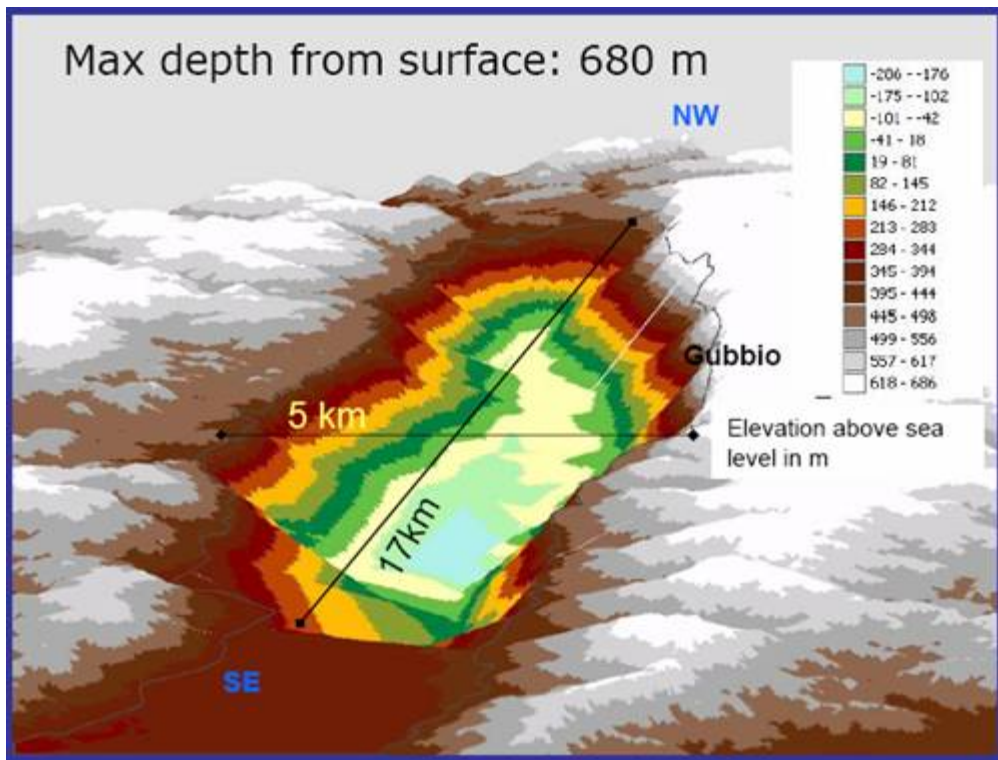 Max depth from surface: 680 m
NW
-206 - -176
-175 - -102
-101 - -42
-41 - 18
19 - 81
82 - 145
146 - 212
213 - 283
284 - 344
345 - 394
395 - 444
445 - 498
499 - 556
557 - 617
618 - 686
Gubbio
5 km
Elevation above sea
level in m
17km
SE